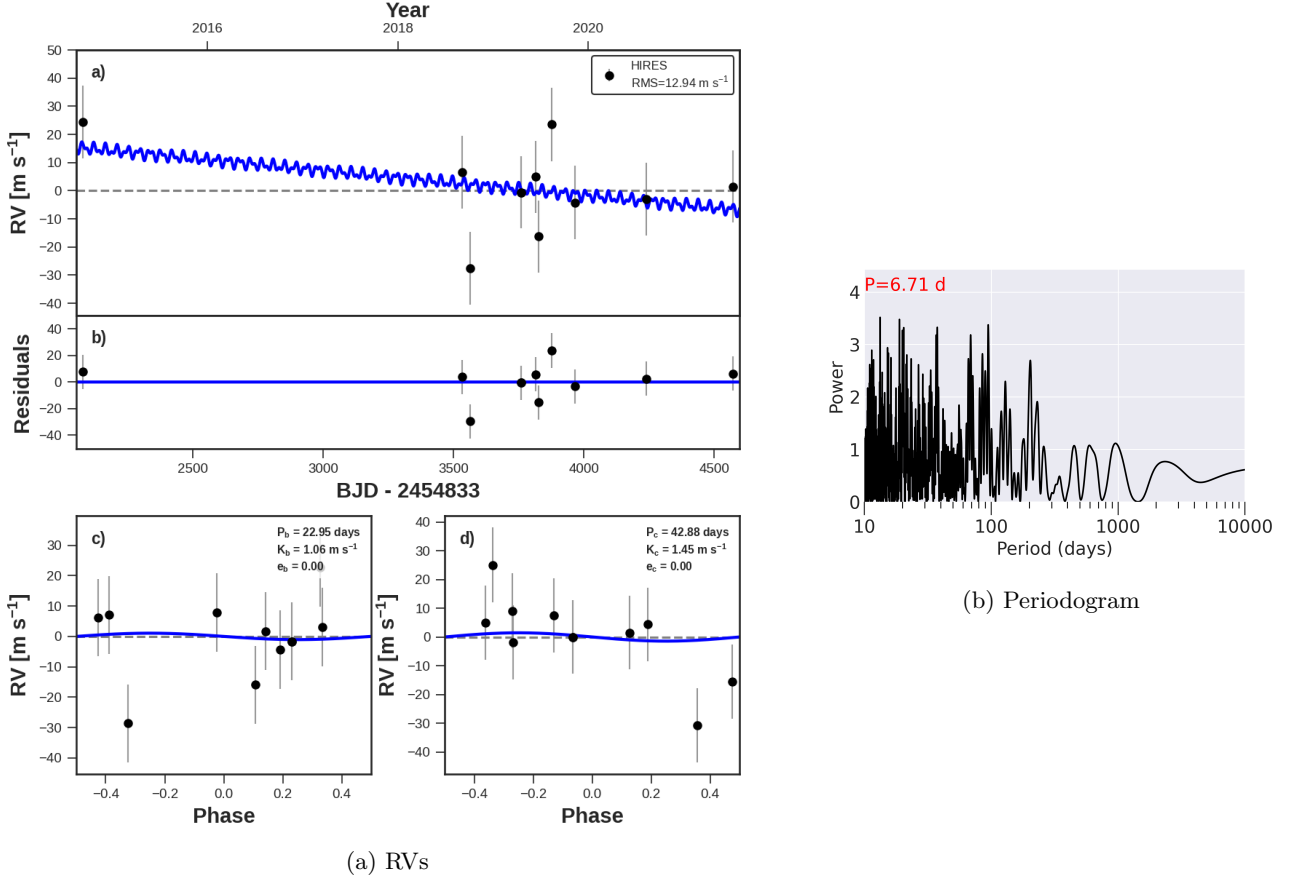 Year
2016 2018 2020
a)
HIRES
RMS=12.94 m s⁻¹
RV [m s⁻¹]
50
40
30
20
10
0
−10
−20
−30
−40
b)
Residuals
40
20
0
−20
−40
2500 3000 3500 4000 4500
BJD - 2454833
c)
P_b = 22.95 days
K_b = 1.06 m s⁻¹
e_b = 0.00
RV [m s⁻¹]
30
20
10
0
−10
−20
−30
−40
−0.4 −0.2 0.0 0.2 0.4
Phase
d)
P_c = 42.88 days
K_c = 1.45 m s⁻¹
e_c = 0.00
RV [m s⁻¹]
40
30
20
10
0
−10
−20
−30
−40
−0.4 −0.2 0.0 0.2 0.4
Phase
(a) RVs
P=6.71 d
Power
4
3
2
1
0
10 100 1000 10000
Period (days)
(b) Periodogram